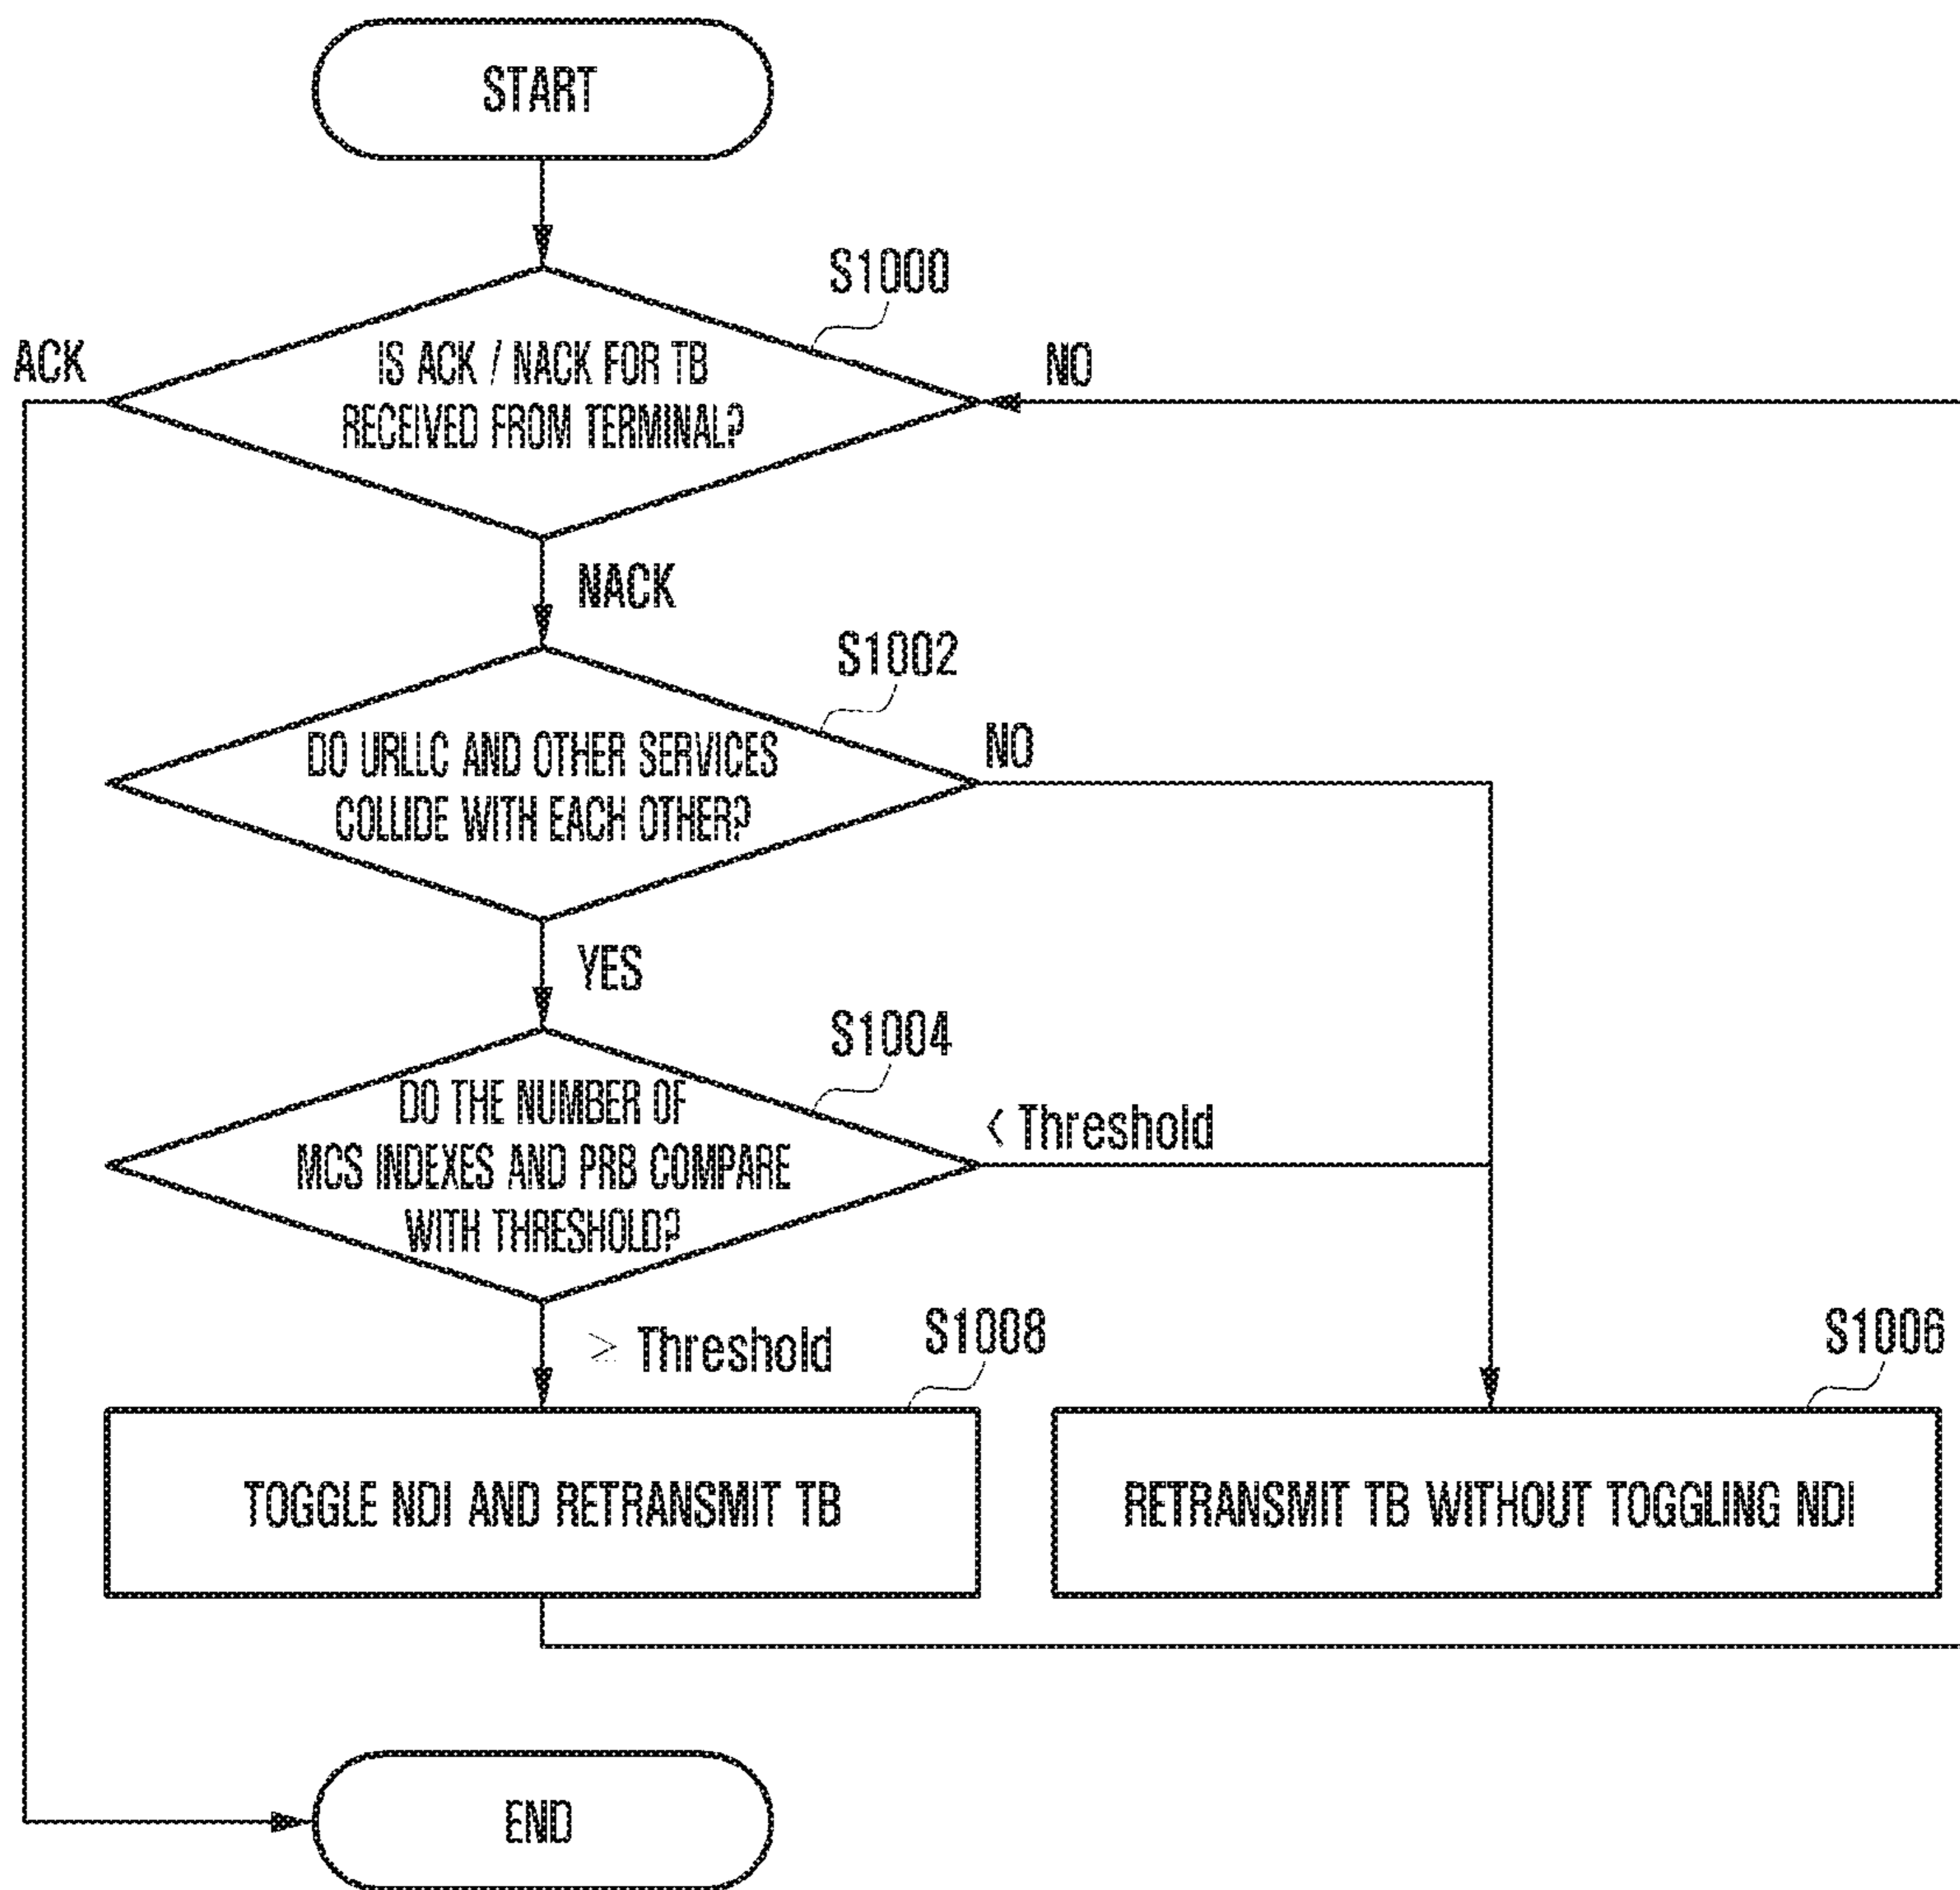 START
S1000
ACK
IS ACK / NACK FOR TB
RECEIVED FROM TERMINAL?
NO
NACK
S1002
DO URLLC AND OTHER SERVICES
COLLIDE WITH EACH OTHER?
NO
YES
S1004
DO THE NUMBER OF
MCS INDEXES AND PRB COMPARE
WITH THRESHOLD?
< Threshold
≥ Threshold
S1008
S1006
TOGGLE NDI AND RETRANSMIT TB
RETRANSMIT TB WITHOUT TOGGLING NDI
END